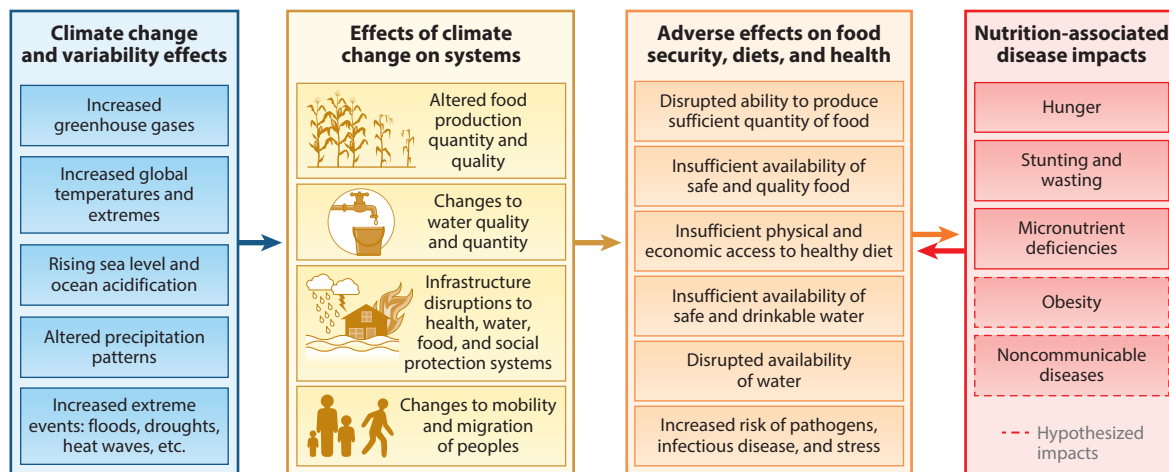 Climate change
and variability effects
Increased
greenhouse gases
Increased global
temperatures and
extremes
Rising sea level and
ocean acidification
Altered precipitation
patterns
Increased extreme
events: floods, droughts,
heat waves, etc.
Effects of climate
change on systems
Altered food
production
quantity and
quality
Changes to
water quality
and quantity
Infrastructure
disruptions to
health, water,
food, and social
protection systems
Changes to mobility
and migration
of peoples
Adverse effects on food
security, diets, and health
Disrupted ability to produce
sufficient quantity of food
Insufficient availability of
safe and quality food
Insufficient physical and
economic access to healthy diet
Insufficient availability of
safe and drinkable water
Disrupted availability
of water
Increased risk of pathogens,
infectious disease, and stress
Nutrition-associated
disease impacts
Hunger
Stunting and
wasting
Micronutrient
deficiencies
Obesity
Noncommunicable
diseases
Hypothesized
impacts